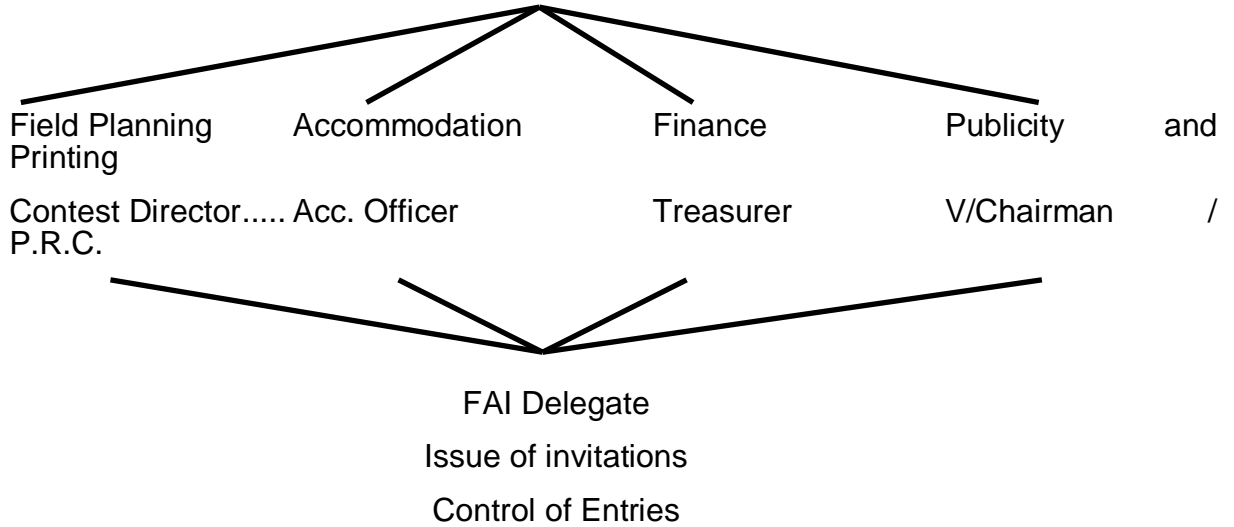 Field Planning Accommodation Finance Publicity and
Printing
Contest Director..... Acc. Officer Treasurer V/Chairman /
P.R.C.
FAI Delegate
Issue of invitations
Control of Entries